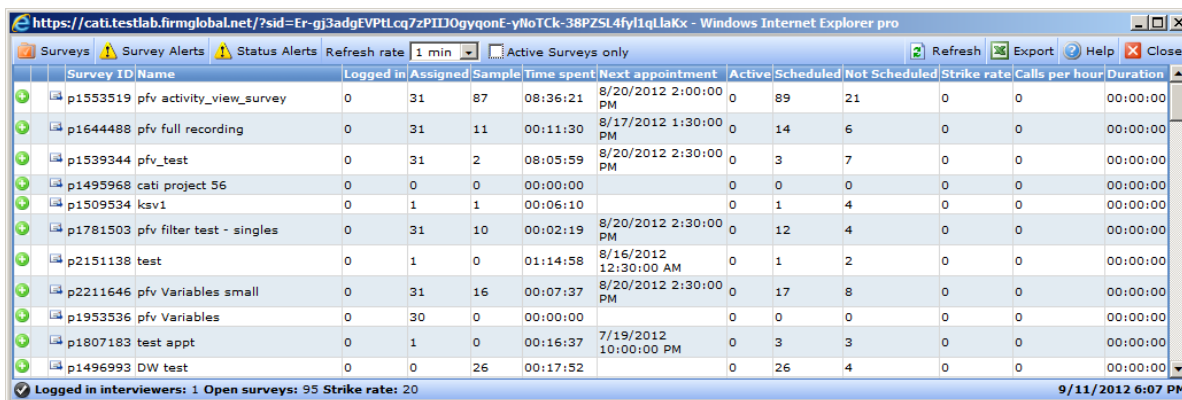 https://cati.testlab.firmglobal.net/?sid=Er-gj3adgEVPtLcq7zPIIJOgyqonE-yNoTCk-38PZSL4fyl1qLlaKx - Windows Internet Explorer pro
Surveys Survey Alerts Status Alerts Refresh rate 1 min Active Surveys only Refresh Export Help Close
Survey ID Name Logged in Assigned Sample Time spent Next appointment Active Scheduled Not Scheduled Strike rate Calls per hour Duration
p1553519 pfv activity_view_survey 0 31 87 08:36:21 8/20/2012 2:00:00 PM 0 89 21 0 0 00:00:00
p1644488 pfv full recording 0 31 11 00:11:30 8/17/2012 1:30:00 PM 0 14 6 0 0 00:00:00
p1539344 pfv_test 0 31 2 08:05:59 8/20/2012 2:30:00 PM 0 3 7 0 0 00:00:00
p1495968 cati project 56 0 0 0 00:00:00 0 0 0 0 0 00:00:00
p1509534 ksv1 0 1 1 00:06:10 0 1 4 0 0 00:00:00
p1781503 pfv filter test - singles 0 31 10 00:02:19 8/20/2012 2:30:00 PM 0 12 4 0 0 00:00:00
p2151138 test 0 1 0 01:14:58 8/16/2012 12:30:00 AM 0 1 2 0 0 00:00:00
p2211646 pfv Variables small 0 31 16 00:07:37 8/20/2012 2:30:00 PM 0 17 8 0 0 00:00:00
p1953536 pfv Variables 0 30 0 00:00:00 0 0 0 0 0 00:00:00
p1807183 test appt 0 1 0 00:16:37 7/19/2012 10:00:00 PM 0 3 3 0 0 00:00:00
p1496993 DW test 0 0 26 00:17:52 0 26 4 0 0 00:00:00
Logged in interviewers: 1 Open surveys: 95 Strike rate: 20 9/11/2012 6:07 PM